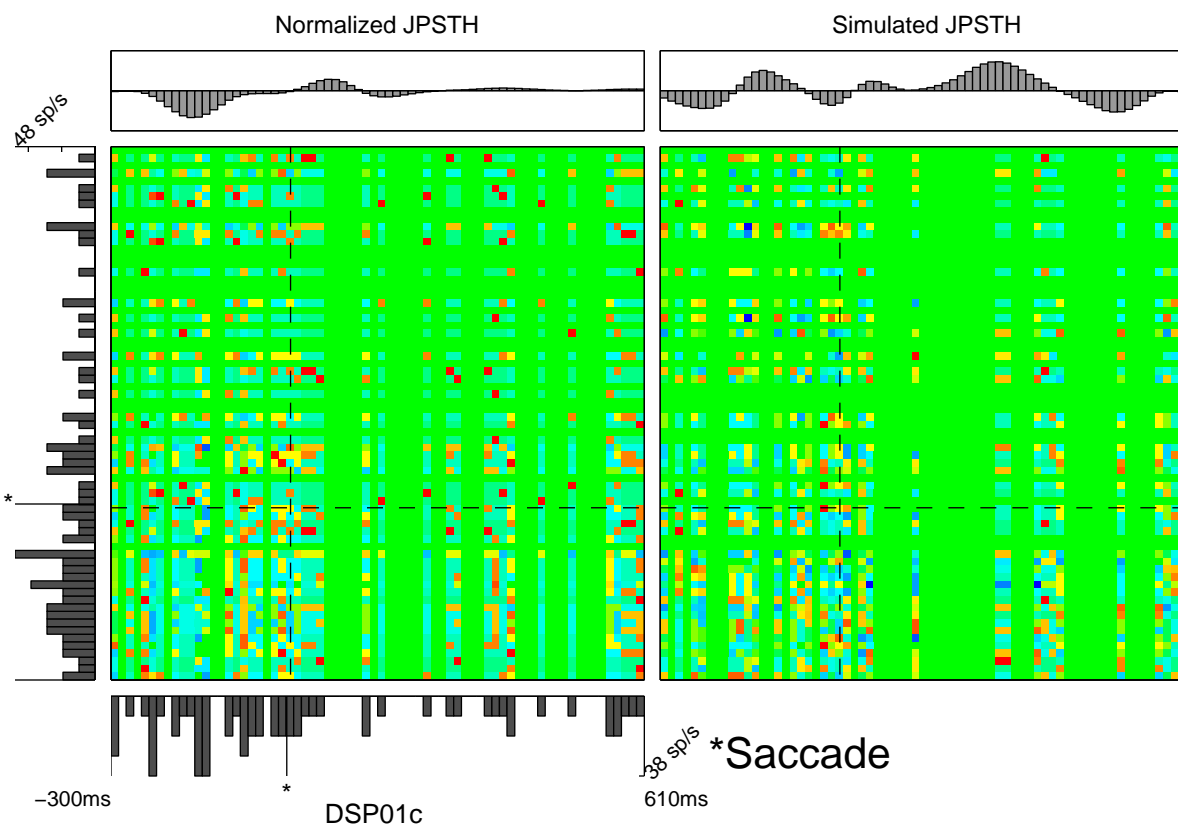 Normalized JPSTH
Simulated JPSTH
48 sp/s
*
38 sp/s
*Saccade
−300ms
*
610ms
DSP01c